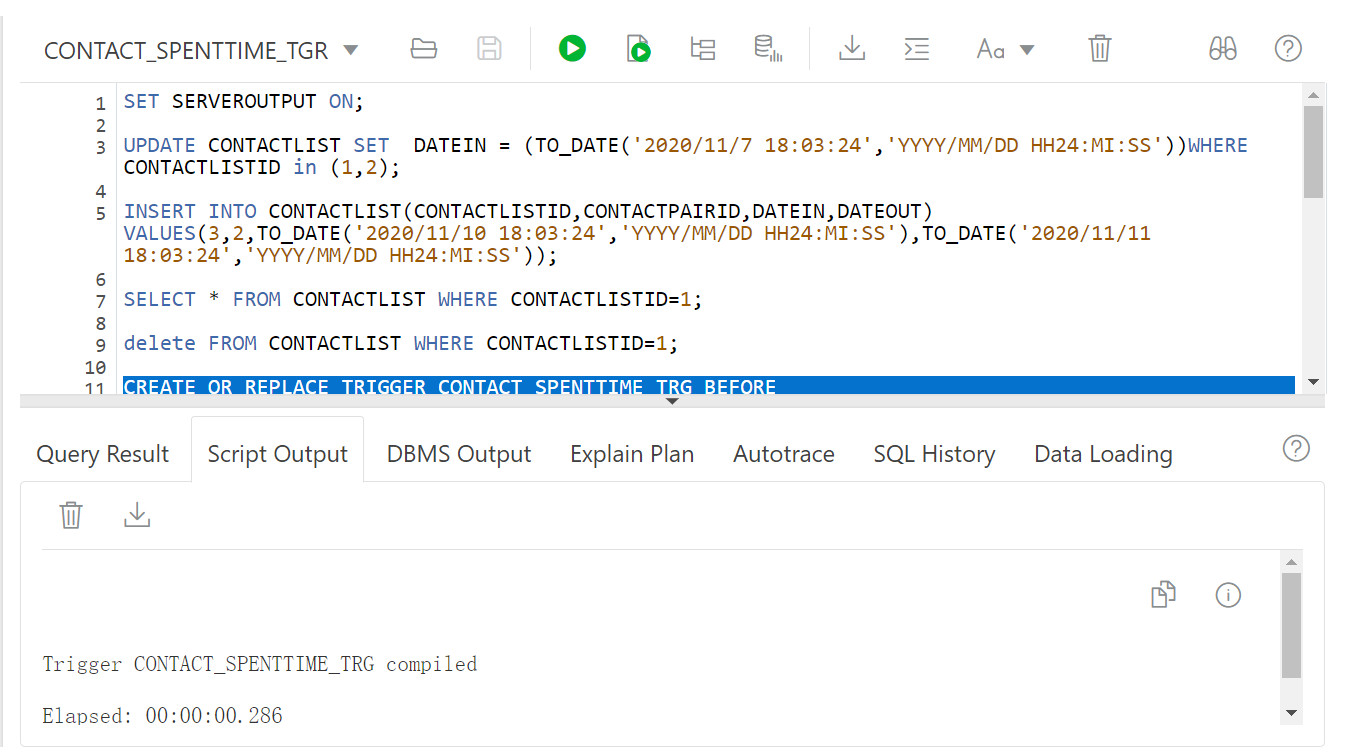 CONTACT_SPENTTIME_TGR
Aa
1 SET SERVEROUTPUT ON;
2
3 UPDATE CONTACTLIST SET  DATEIN = (TO_DATE('2020/11/7 18:03:24','YYYY/MM/DD HH24:MI:SS'))WHERE
CONTACTLISTID in (1,2);
4
5 INSERT INTO CONTACTLIST(CONTACTLISTID,CONTACTPAIRID,DATEIN,DATEOUT)
VALUES(3,2,TO_DATE('2020/11/10 18:03:24','YYYY/MM/DD HH24:MI:SS'),TO_DATE('2020/11/11
18:03:24','YYYY/MM/DD HH24:MI:SS'));
6
7 SELECT * FROM CONTACTLIST WHERE CONTACTLISTID=1;
8
9 delete FROM CONTACTLIST WHERE CONTACTLISTID=1;
10
11 CREATE OR REPLACE TRIGGER CONTACT_SPENTTIME_TRG BEFORE
Query Result Script Output DBMS Output Explain Plan Autotrace SQL History Data Loading
Trigger CONTACT_SPENTTIME_TRG compiled
Elapsed: 00:00:00.286